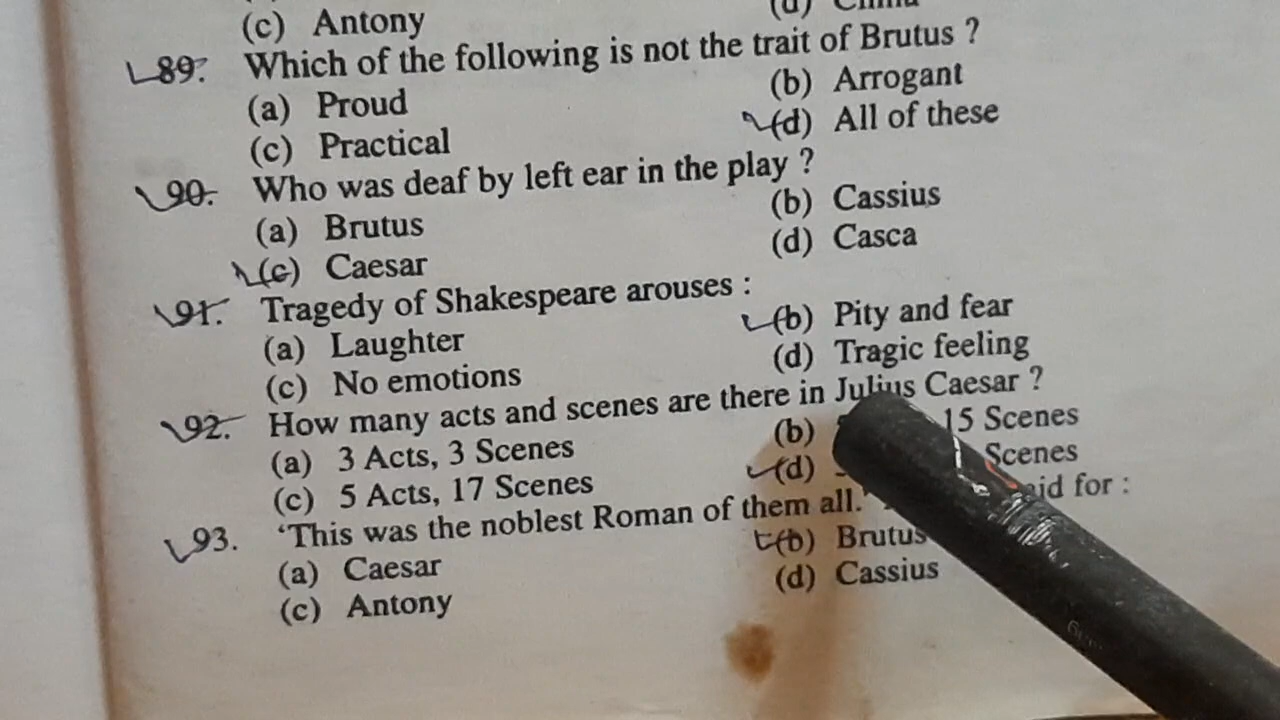 (c) Antony
89. Which of the following is not the trait of Brutus ?
(a) Proud (b) Arrogant
(c) Practical (d) All of these
90. Who was deaf by left ear in the play ?
(a) Brutus (b) Cassius
(c) Caesar (d) Casca
91. Tragedy of Shakespeare arouses :
(a) Laughter (b) Pity and fear
(c) No emotions (d) Tragic feeling
92. How many acts and scenes are there in Julius Caesar ?
(a) 3 Acts, 3 Scenes (b) 15 Scenes
(c) 5 Acts, 17 Scenes (d) Scenes
93. ‘This was the noblest Roman of them all.’ for :
(a) Caesar (b) Brutus
(c) Antony (d) Cassius